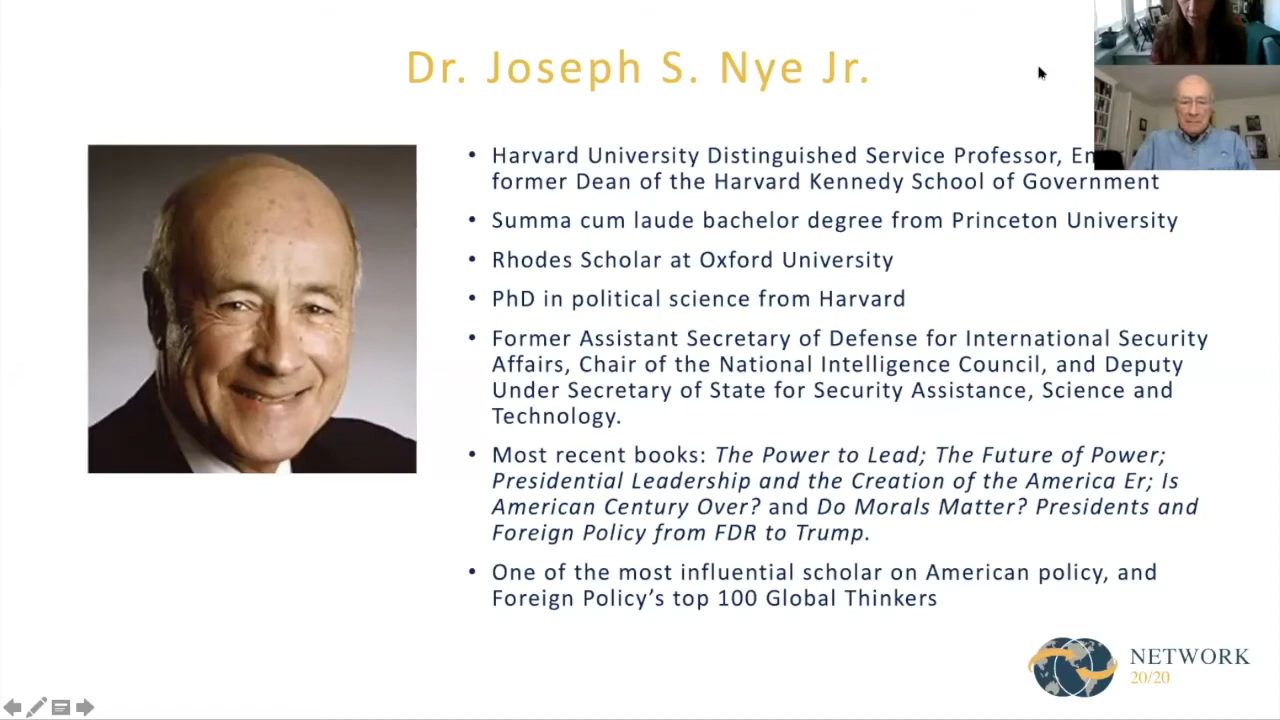 Dr. Joseph S. Nye Jr.
• Harvard University Distinguished Service Professor,
former Dean of the Harvard Kennedy School of Government
• Summa cum laude bachelor degree from Princeton University
• Rhodes Scholar at Oxford University
• PhD in political science from Harvard
• Former Assistant Secretary of Defense for International Security
Affairs, Chair of the National Intelligence Council, and Deputy
Under Secretary of State for Security Assistance, Science and
Technology.
• Most recent books: The Power to Lead; The Future of Power;
Presidential Leadership and the Creation of the America Er; Is
American Century Over? and Do Morals Matter? Presidents and
Foreign Policy from FDR to Trump.
• One of the most influential scholar on American policy, and
Foreign Policy’s top 100 Global Thinkers
NETWORK
20/20